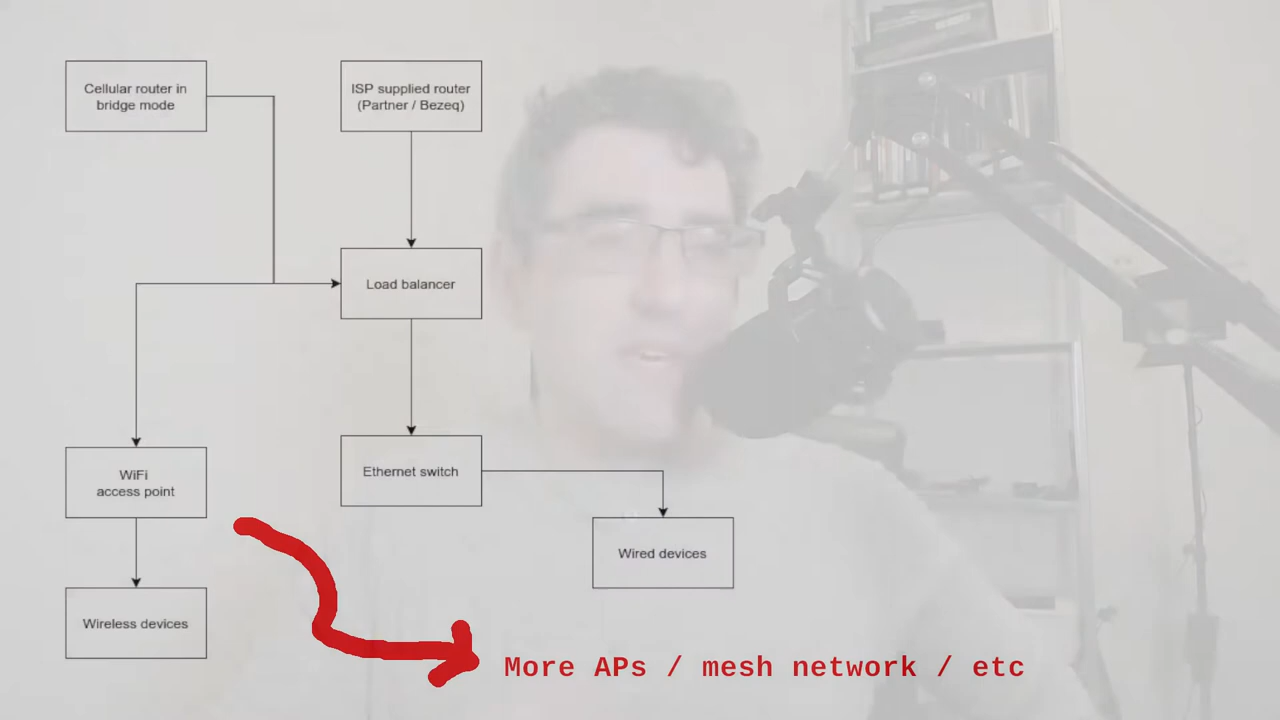 Cellular router in
bridge mode
ISP supplied router
(Partner / Bezeq)
Load balancer
WiFi
access point
Ethernet switch
Wired devices
Wireless devices
More APs / mesh network / etc